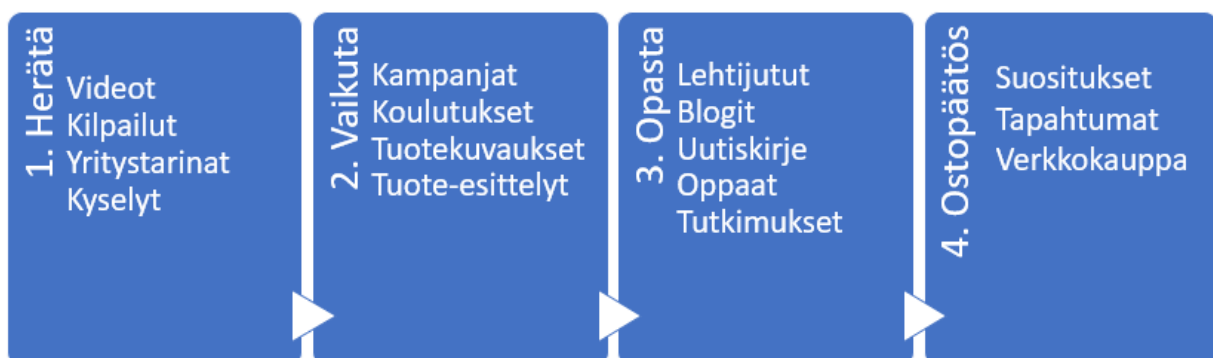 1. Herätä
Videot
Kilpailut
Yritystarinat
Kyselyt
2. Vaikuta
Kampanjat
Koulutukset
Tuotekuvaukset
Tuote-esittelyt
3. Opasta
Lehtijutut
Blogit
Uutiskirje
Oppaat
Tutkimukset
4. Ostopäätös
Suositukset
Tapahtumat
Verkkokauppa